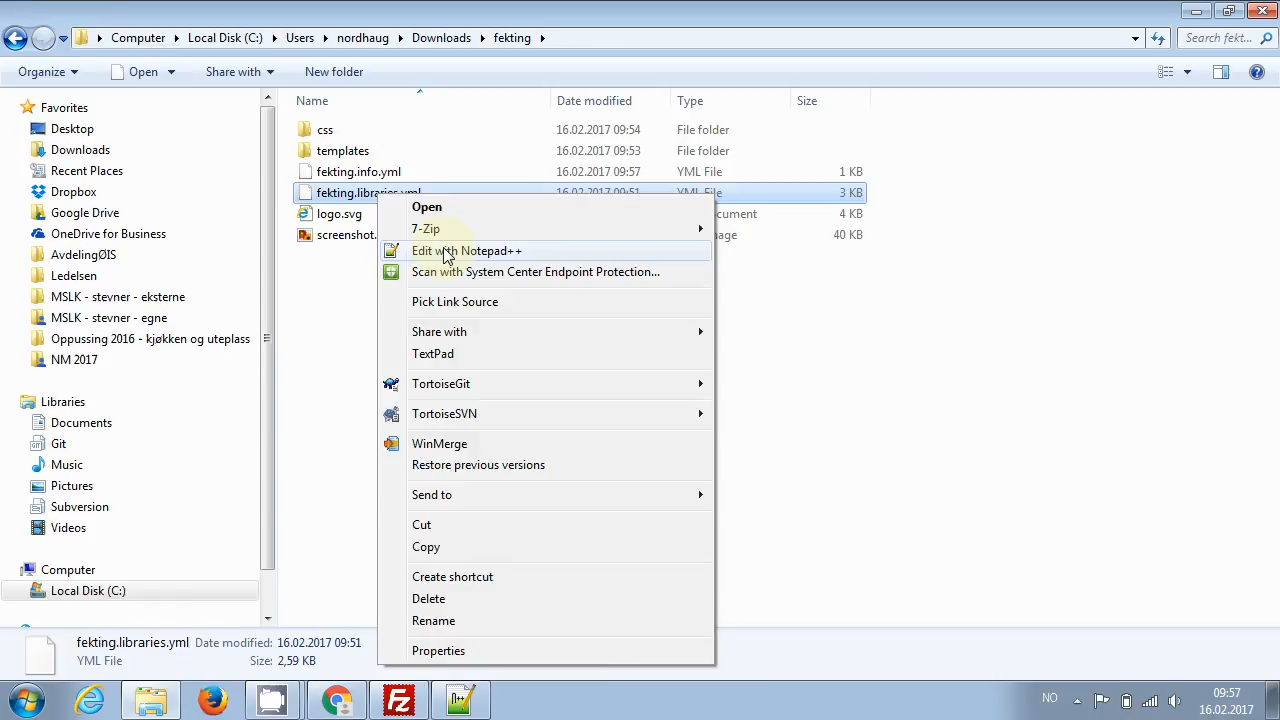 Computer Local Disk (C:) Users nordhaug Downloads fekting Search fekt...
Organize Open Share with New folder
Name Date modified Type Size
Favorites
Desktop
Downloads
Recent Places
Dropbox
Google Drive
OneDrive for Business
AvdelingØIS
Ledelsen
MSLK - stevner - eksterne
MSLK - stevner - egne
Oppussing 2016 - kjøkken og uteplass
NM 2017
Libraries
Documents
Git
Music
Pictures
Subversion
Videos
Computer
Local Disk (C:)
css 16.02.2017 09:54 File folder
templates 16.02.2017 09:53 File folder
fekting.info.yml 16.02.2017 09:57 YML File 1 KB
fekting.libraries.yml 16.02.2017 09:51 YML File 3 KB
logo.svg 4 KB
screenshot. 40 KB
Open
7-Zip
Edit with Notepad++
Scan with System Center Endpoint Protection...
Pick Link Source
Share with
TextPad
TortoiseGit
TortoiseSVN
WinMerge
Restore previous versions
Send to
Cut
Copy
Create shortcut
Delete
Rename
Properties
fekting.libraries.yml Date modified: 16.02.2017 09:51
YML File Size: 2,59 KB
NO
09:57
16.02.2017